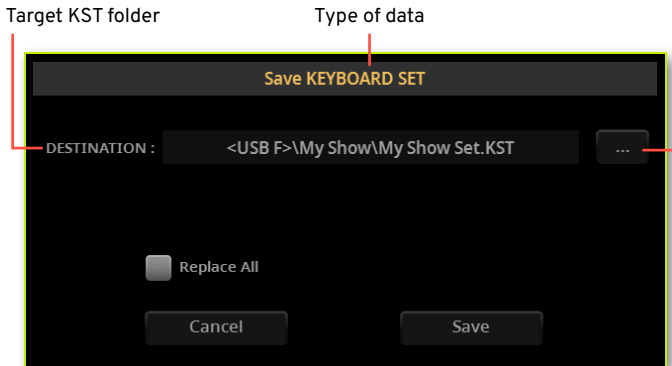 Target KST folder
Type of data
Save KEYBOARD SET
DESTINATION :
<USB F>\My Show\My Show Set.KST
...
Replace All
Cancel
Save